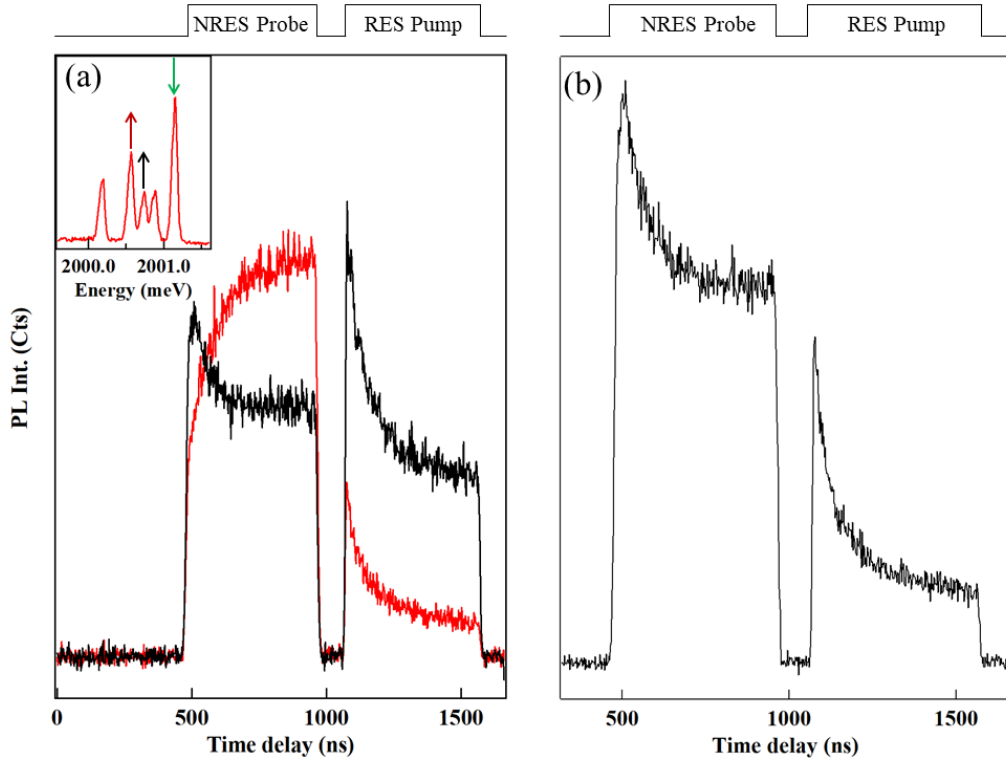 NRES Probe
RES Pump
NRES Probe
RES Pump
(a)
(b)
2000.0
2001.0
Energy (meV)
PL Int. (Cts)
0
500
1000
1500
500
1000
1500
Time delay (ns)
Time delay (ns)